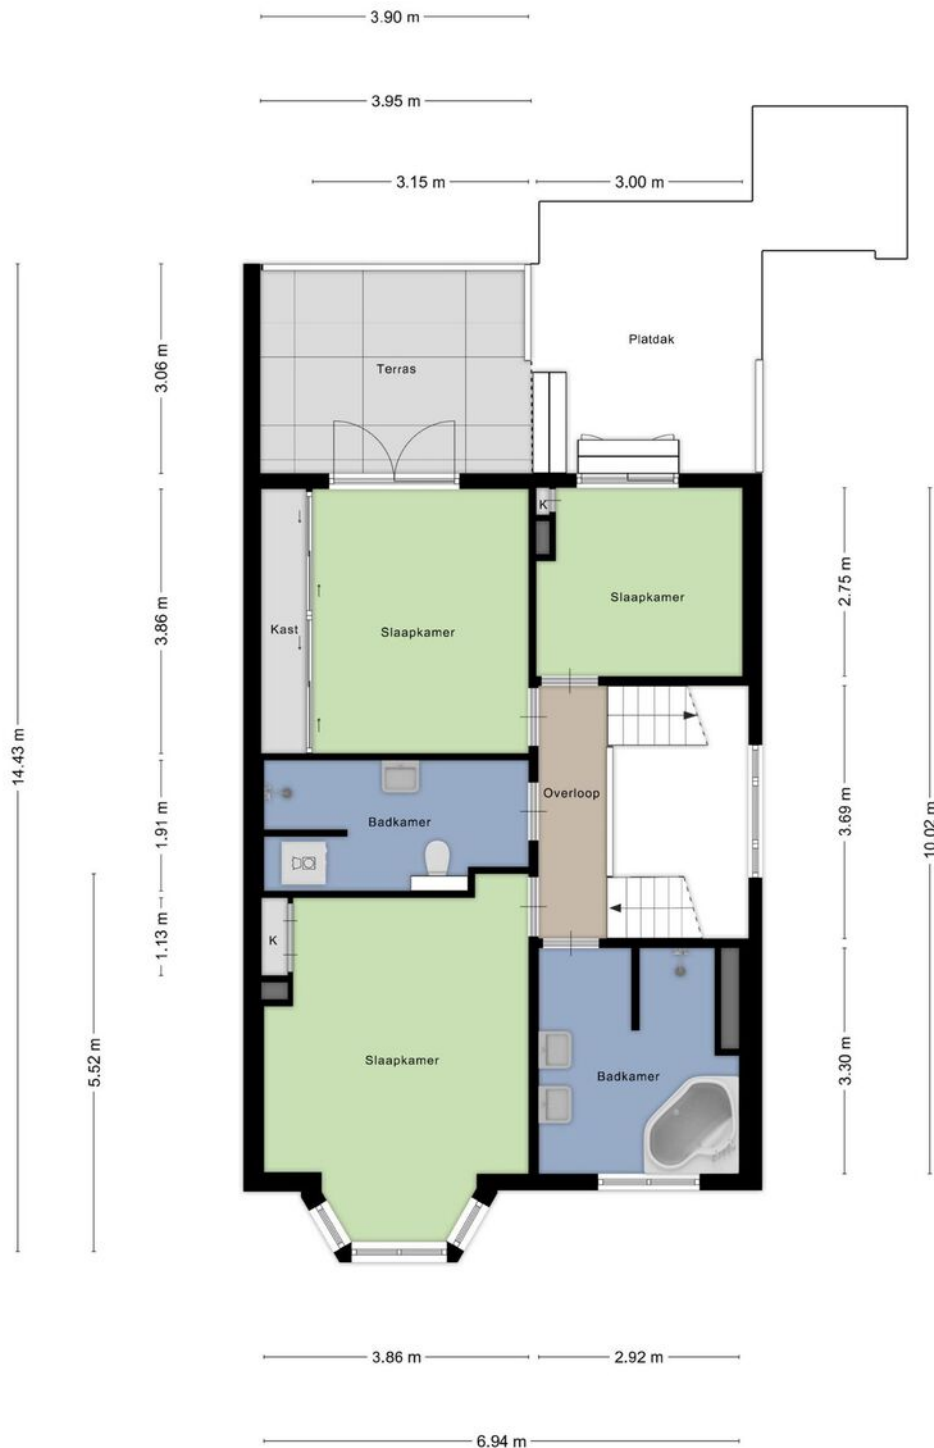 3.90 m
3.95 m
3.15 m
3.00 m
Platdak
Terras
3.06 m
K
2.75 m
Slaapkamer
3.86 m
Kast
Slaapkamer
14.43 m
Overloop
Badkamer
1.91 m
3.69 m
10.02 m
K
1.13 m
5.52 m
Slaapkamer
Badkamer
3.30 m
3.86 m
2.92 m
6.94 m